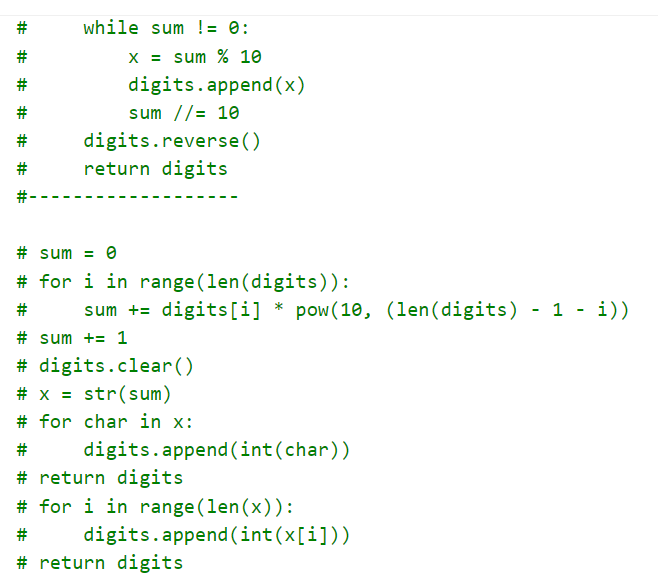 #     while sum != 0:
#         x = sum % 10
#         digits.append(x)
#         sum //= 10
#     digits.reverse()
#     return digits
#-------------------
# sum = 0
# for i in range(len(digits)):
#     sum += digits[i] * pow(10, (len(digits) - 1 - i))
# sum += 1
# digits.clear()
# x = str(sum)
# for char in x:
#     digits.append(int(char))
# return digits
# for i in range(len(x)):
#     digits.append(int(x[i]))
# return digits